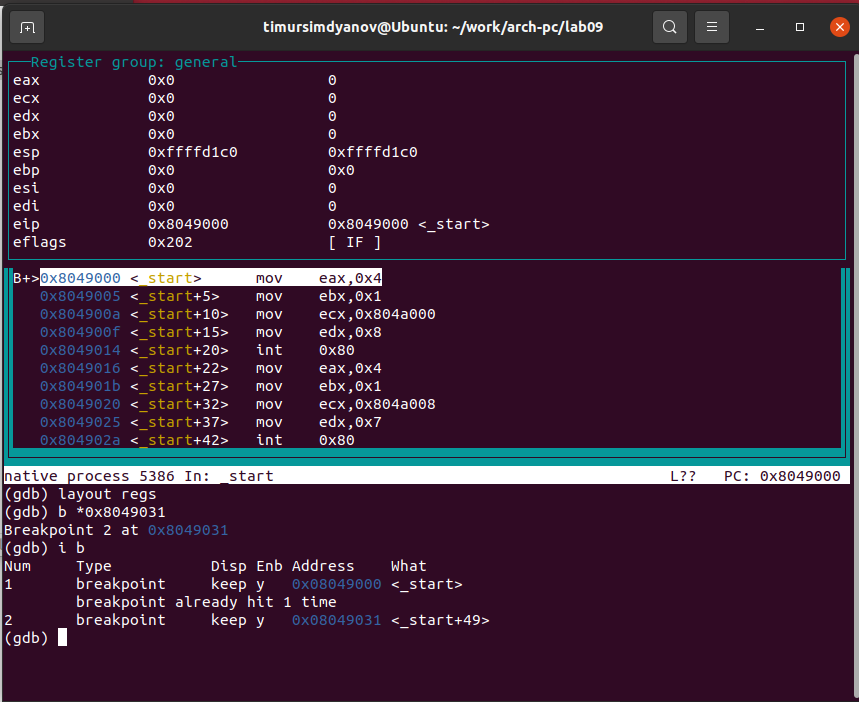 timursimdyanov@Ubuntu: ~/work/arch-pc/lab09
Register group: general
eax 0x0 0
ecx 0x0 0
edx 0x0 0
ebx 0x0 0
esp 0xffffd1c0 0xffffd1c0
ebp 0x0 0x0
esi 0x0 0
edi 0x0 0
eip 0x8049000 0x8049000 <_start>
eflags 0x202 [ IF ]
B+>0x8049000 <_start> mov eax,0x4
0x8049005 <_start+5> mov ebx,0x1
0x804900a <_start+10> mov ecx,0x804a000
0x804900f <_start+15> mov edx,0x8
0x8049014 <_start+20> int 0x80
0x8049016 <_start+22> mov eax,0x4
0x804901b <_start+27> mov ebx,0x1
0x8049020 <_start+32> mov ecx,0x804a008
0x8049025 <_start+37> mov edx,0x7
0x804902a <_start+42> int 0x80
native process 5386 In: _start L?? PC: 0x8049000
(gdb) layout regs
(gdb) b *0x8049031
Breakpoint 2 at 0x8049031
(gdb) i b
Num Type Disp Enb Address What
1 breakpoint keep y 0x08049000 <_start>
breakpoint already hit 1 time
2 breakpoint keep y 0x08049031 <_start+49>
(gdb)